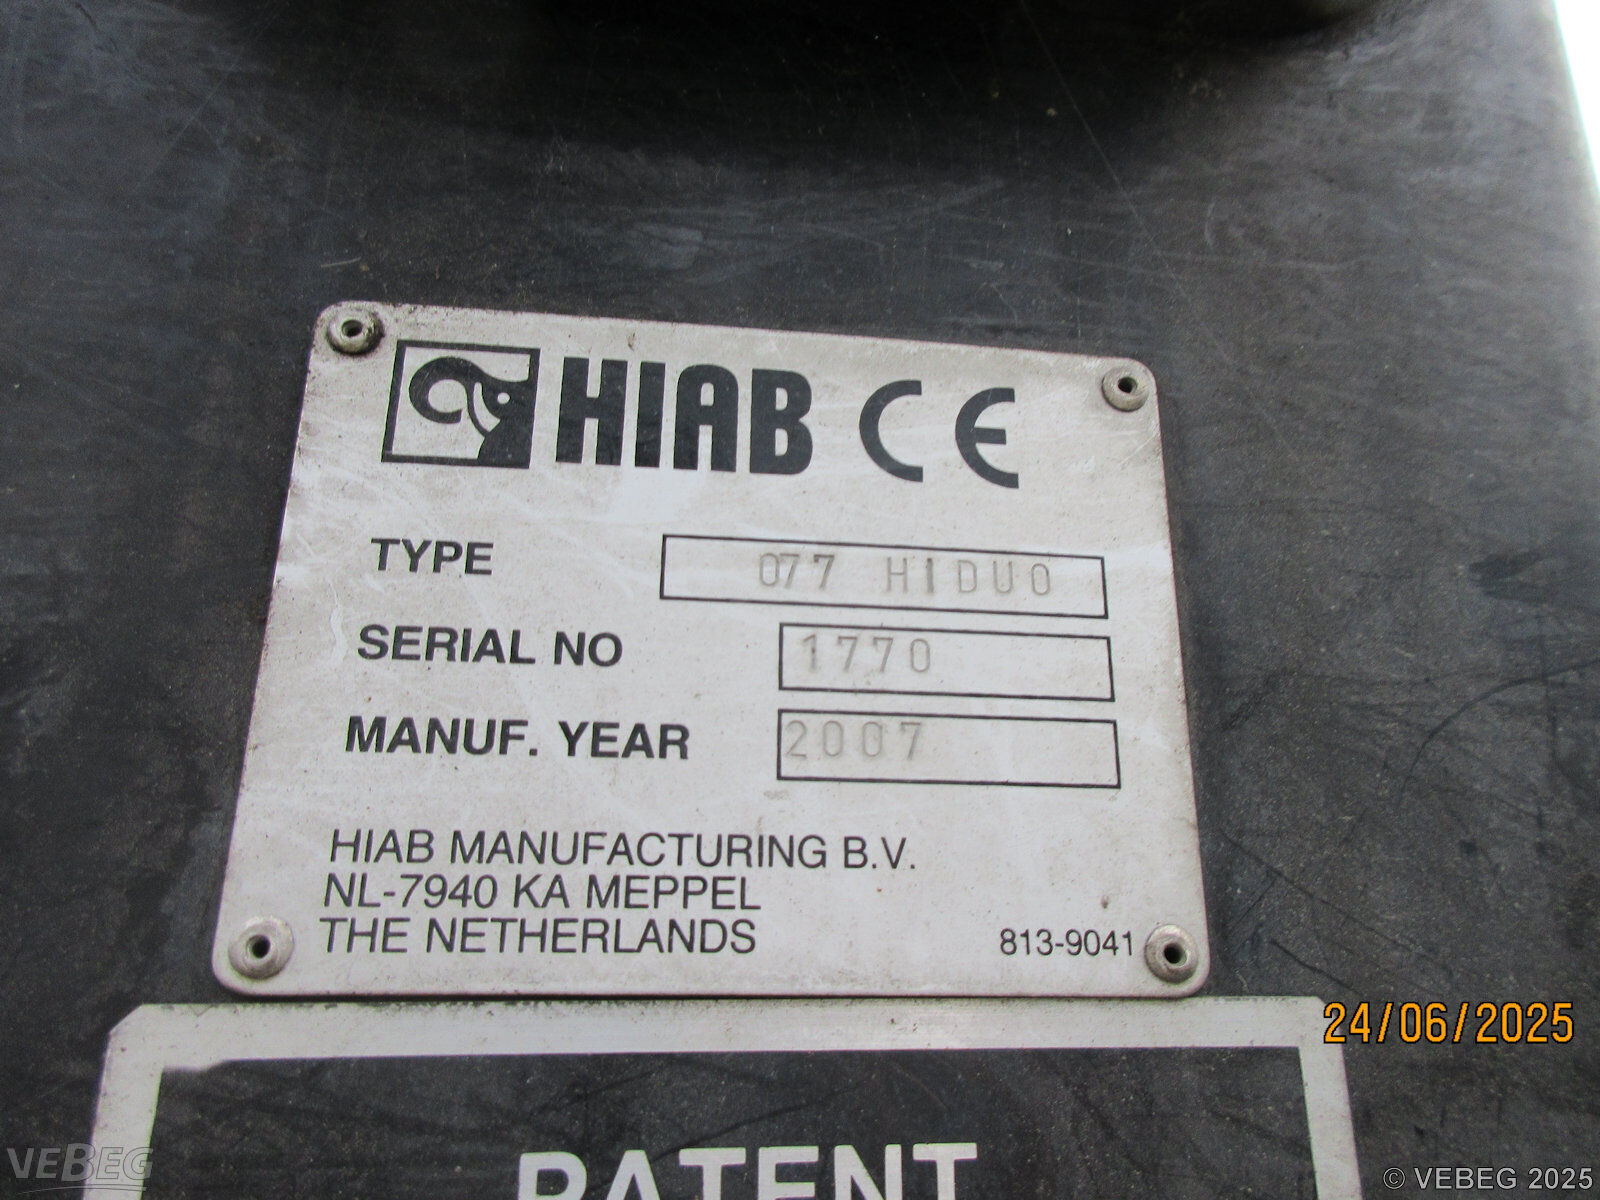 HIAB CE
TYPE 077 HIDUO
SERIAL NO 1770
MANUF. YEAR 2007
HIAB MANUFACTURING B.V.
NL-7940 KA MEPPEL
THE NETHERLANDS
813-9041
24/06/2025
PATENT
VEBEG
© VEBEG 2025